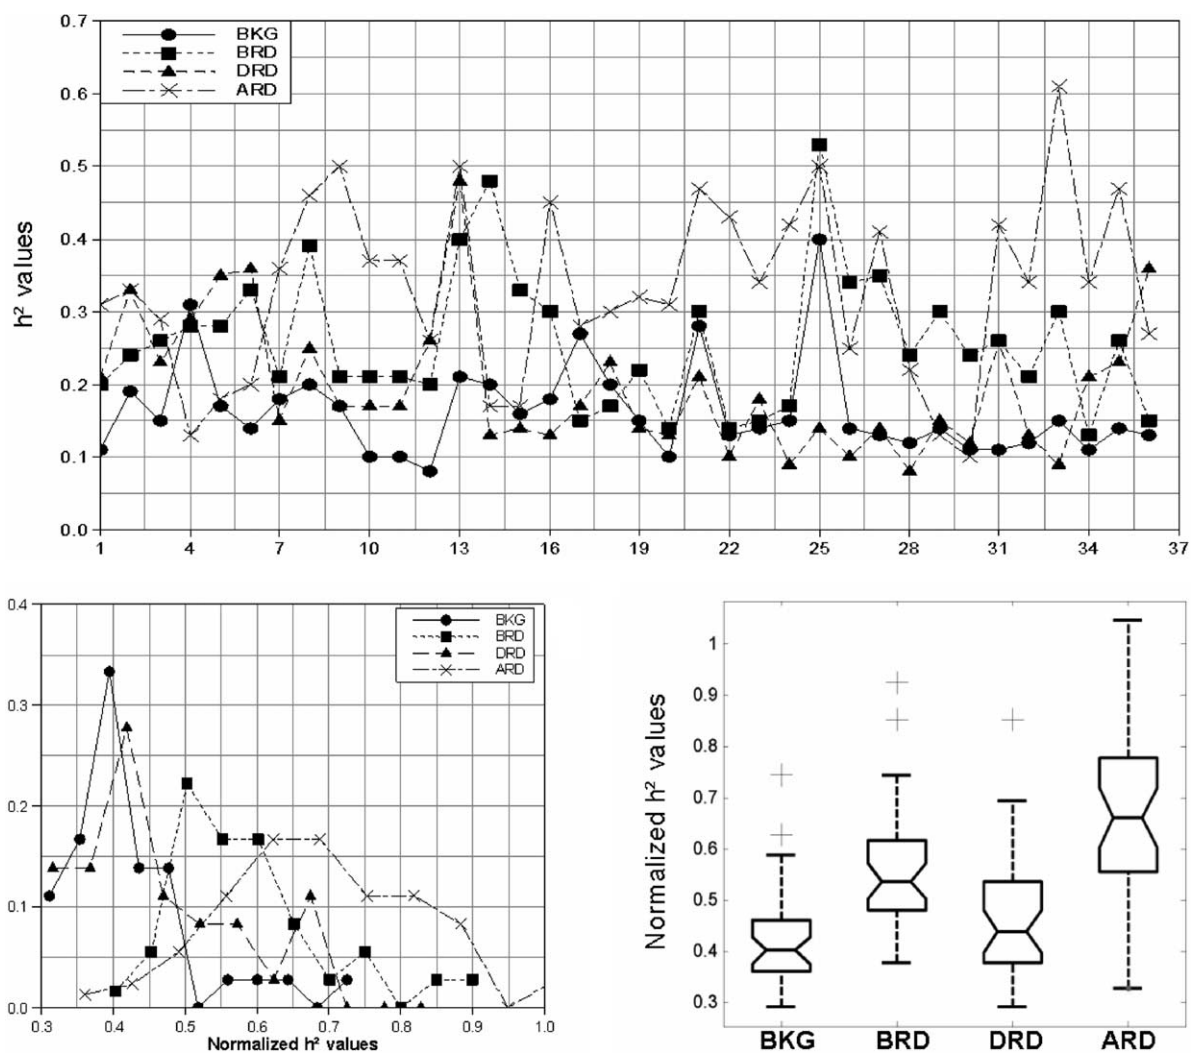 0.7
0.6
0.5
0.4
0.3
0.2
0.1
0.0
h² values
BKG
BRD
DRD
ARD
1 4 7 10 13 16 19 22 25 28 31 34 37
0.4
0.3
0.2
0.1
0.0
BKG
BRD
DRD
ARD
0.3 0.4 0.5 0.6 0.7 0.8 0.9 1.0
Normalized h² values
Normalized h² values
1
0.9
0.8
0.7
0.6
0.5
0.4
0.3
BKG BRD DRD ARD